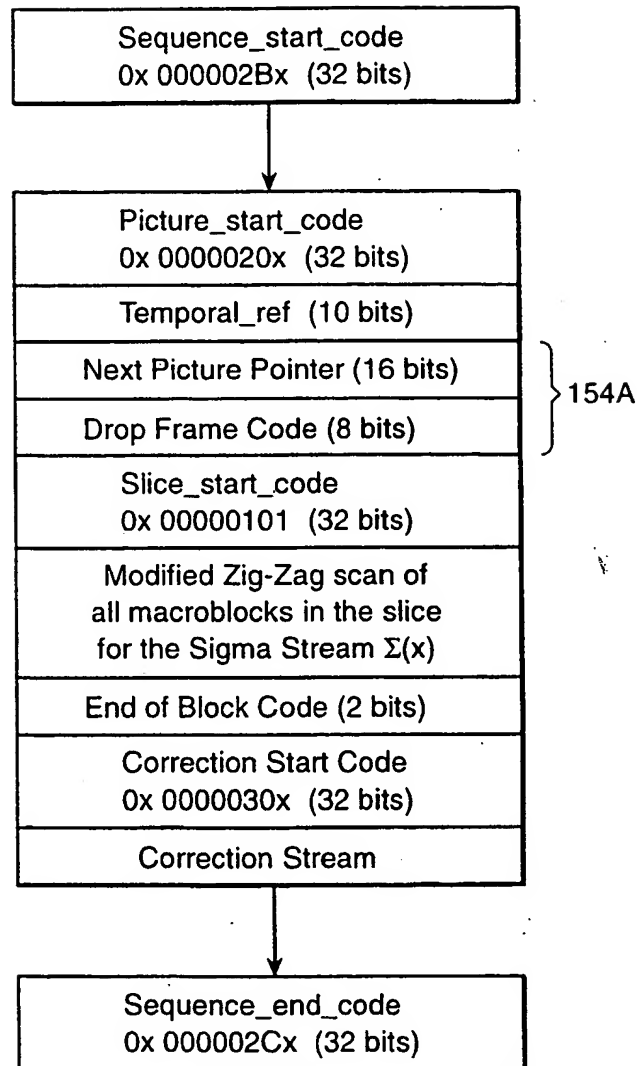 Sequence_start_code
0x 000002Bx (32 bits)
Picture_start_code
0x 0000020x (32 bits)
Temporal_ref (10 bits)
Next Picture Pointer (16 bits)
Drop Frame Code (8 bits)
154A
Slice_start_code
0x 00000101 (32 bits)
Modified Zig-Zag scan of
all macroblocks in the slice
for the Sigma Stream Σ(x)
End of Block Code (2 bits)
Correction Start Code
0x 0000030x (32 bits)
Correction Stream
Sequence_end_code
0x 000002Cx (32 bits)